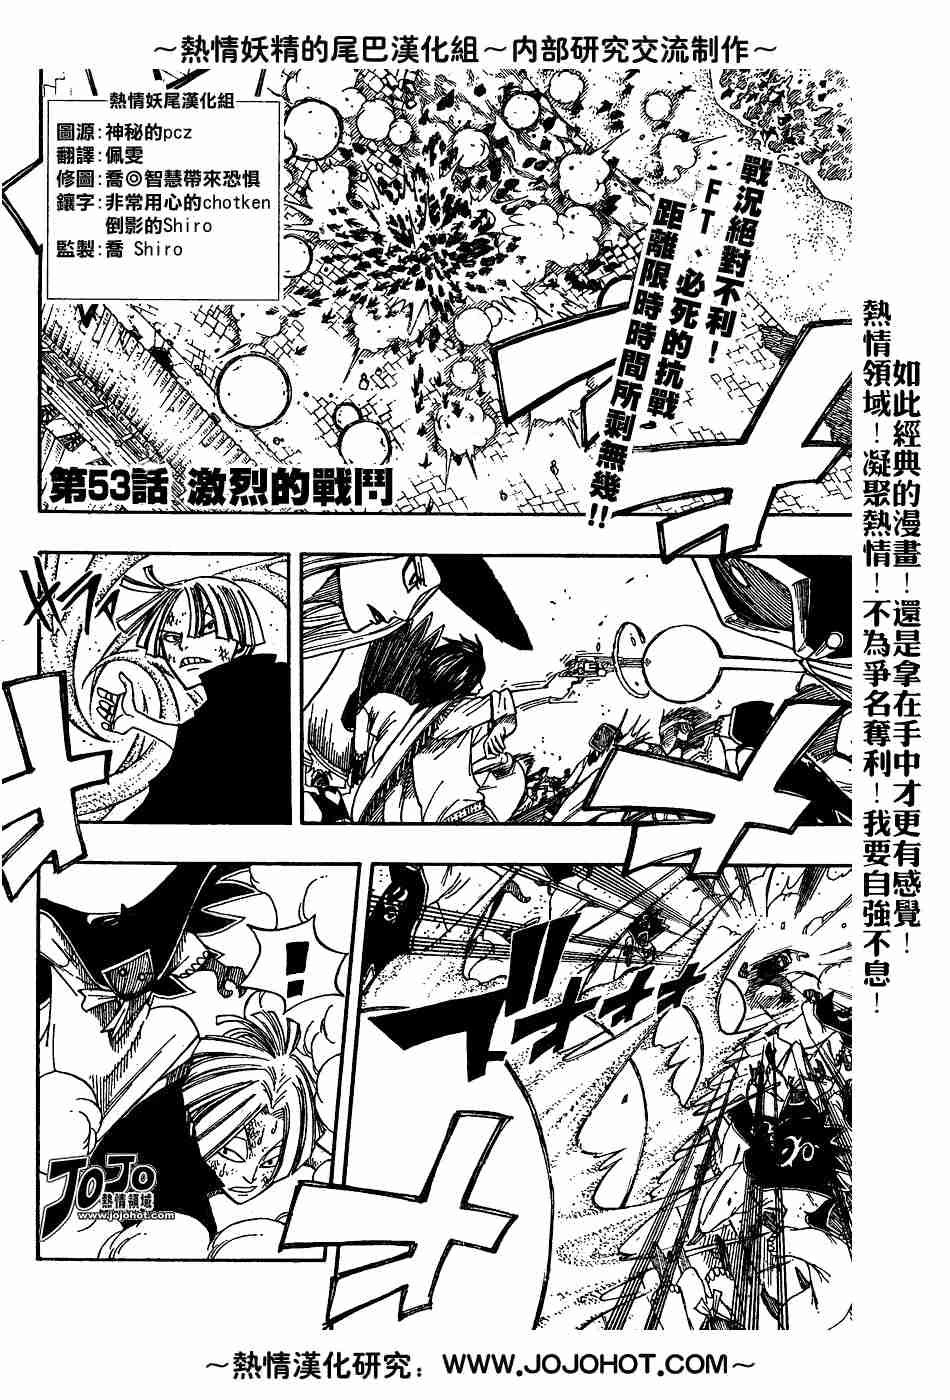 ～熱情妖精的尾巴漢化組～內部研究交流制作～
熱情妖尾漢化組
圖源:神秘的pcz
翻譯:佩雯
修圖:喬◎智慧帶來恐惧
鑲字:非常用心的chotken
倒影的Shiro
監製:喬 Shiro
戰況絕對不利！
FT、必死的抗戰
距離限時時間所剩無幾!!
第53話 激烈的戰鬥
如此經典的漫畫！還是拿在手中才更有感覺！
熱情領域！凝聚熱情！不為爭名奪利！我要自強不息！
!
JOJO
熱情領域
www.jojohot.com
～熱情漢化研究：WWW.JOJOHOT.COM～